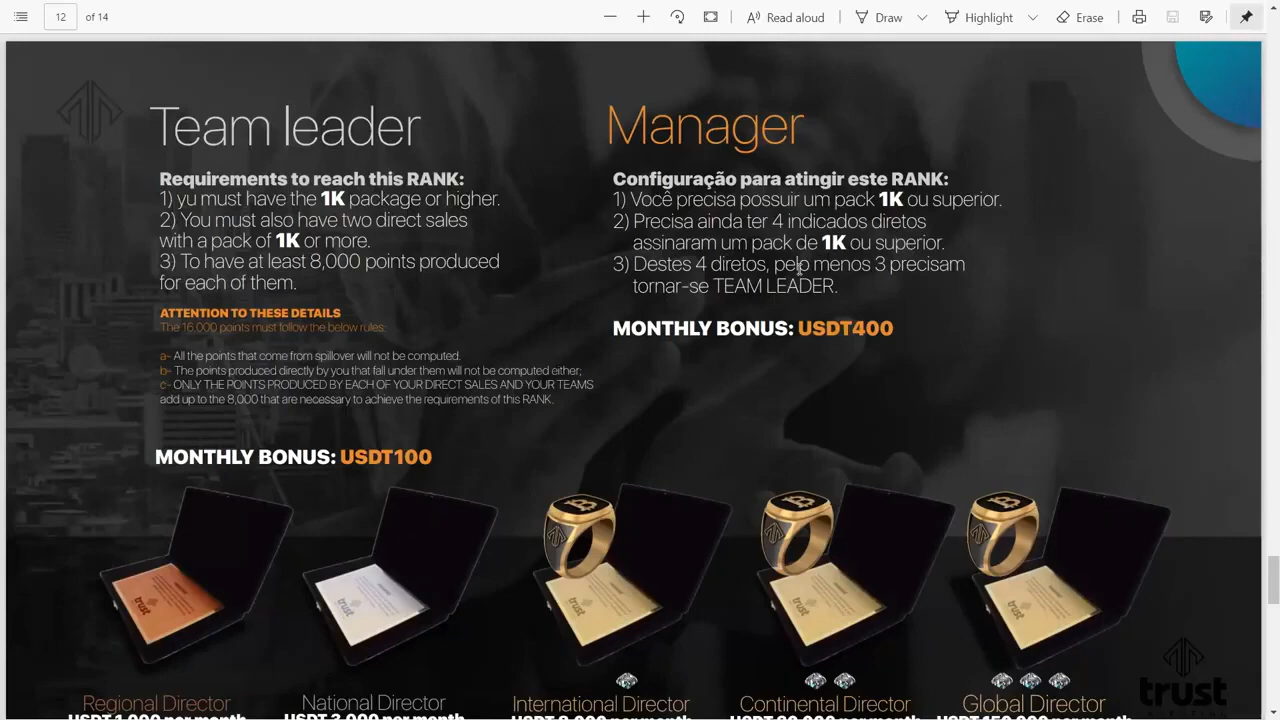 12 of 14
Read aloud
Draw
Highlight
Erase
Team leader
Requirements to reach this RANK:
1) yu must have the 1K package or higher.
2) You must also have two direct sales
with a pack of 1K or more.
3) To have at least 8,000 points produced
for each of them.
ATTENTION TO THESE DETAILS
The 16,000 points must follow the below rules:
a- All the points that come from spillover will not be computed.
b- The points produced directly by you that fall under them will not be computed either;
c- ONLY THE POINTS PRODUCED BY EACH OF YOUR DIRECT SALES AND YOUR TEAMS
add up to the 8,000 that are necessary to achieve the requirements of this RANK.
MONTHLY BONUS: USDT100
Manager
Configuração para atingir este RANK:
1) Você precisa possuir um pack 1K ou superior.
2) Precisa ainda ter 4 indicados diretos
assinaram um pack de 1K ou superior.
3) Destes 4 diretos, pelo menos 3 precisam
tornar-se TEAM LEADER.
MONTHLY BONUS: USDT400
trust
trust
trust
trust
trust
Regional Director
National Director
International Director
Continental Director
Global Director
trust